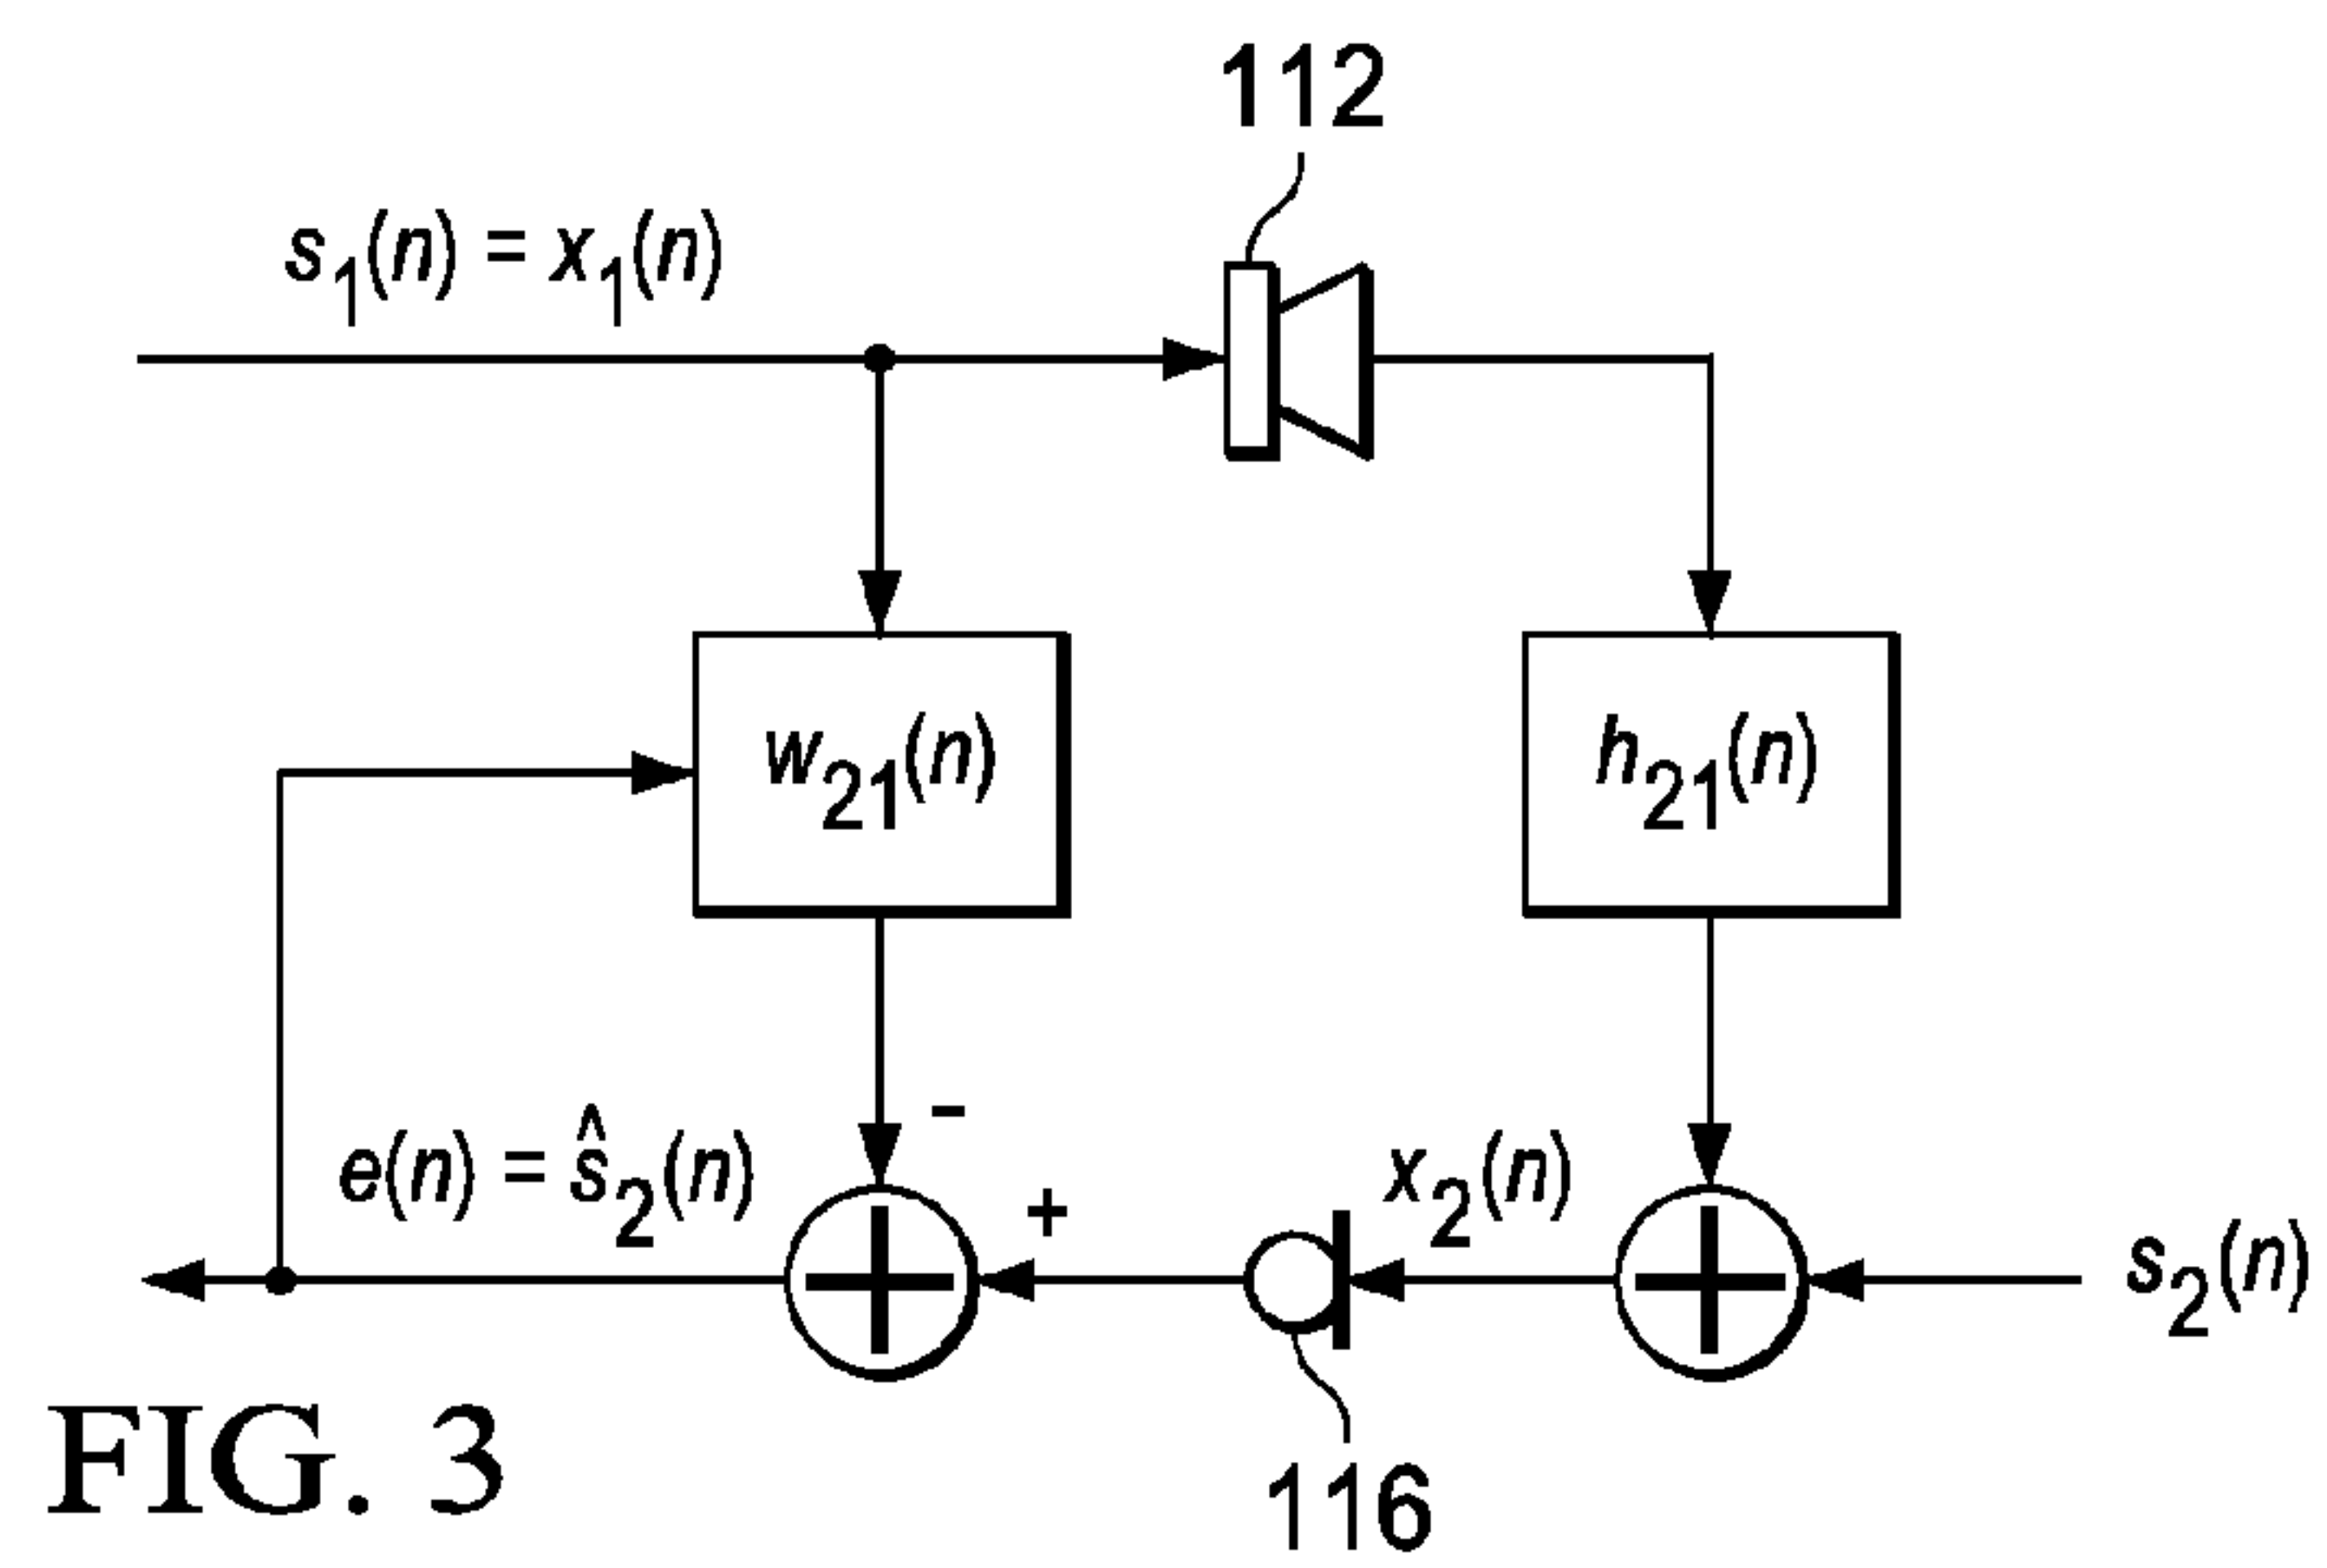 112
s₁(n) = x₁(n)
w₂₁(n)
h₂₁(n)
-
e(n) = ŝ₂(n)
+
x₂(n)
s₂(n)
116
FIG. 3